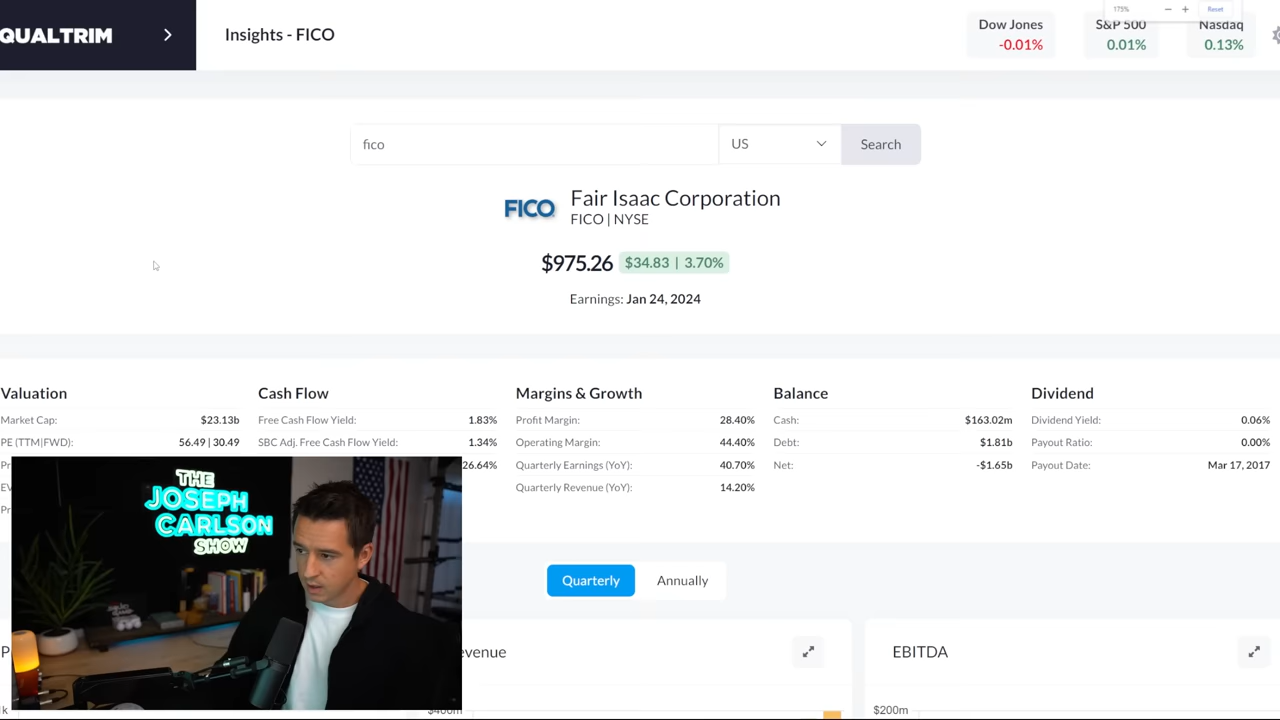 QUALTRIM
Insights - FICO
175%
Reset
Dow Jones
-0.01%
S&P 500
0.01%
Nasdaq
0.13%
fico
US
Search
FICO
Fair Isaac Corporation
FICO | NYSE
$975.26
$34.83 | 3.70%
Earnings: Jan 24, 2024
Valuation
Market Cap: $23.13b
PE (TTM|FWD): 56.49 | 30.49
Cash Flow
Free Cash Flow Yield: 1.83%
SBC Adj. Free Cash Flow Yield: 1.34%
26.64%
Margins & Growth
Profit Margin: 28.40%
Operating Margin: 44.40%
Quarterly Earnings (YoY): 40.70%
Quarterly Revenue (YoY): 14.20%
Balance
Cash: $163.02m
Debt: $1.81b
Net: -$1.65b
Dividend
Dividend Yield: 0.06%
Payout Ratio: 0.00%
Payout Date: Mar 17, 2017
THE
JOSEPH
CARLSON
SHOW
Quarterly
Annually
EBITDA
$200m